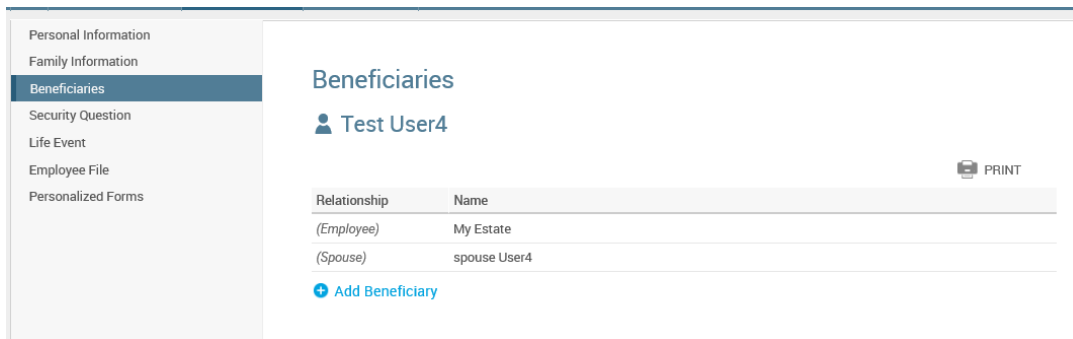 Personal Information
Family Information
Beneficiaries
Security Question
Life Event
Employee File
Personalized Forms
Beneficiaries
Test User4
PRINT
Relationship Name
(Employee) My Estate
(Spouse) spouse User4
Add Beneficiary